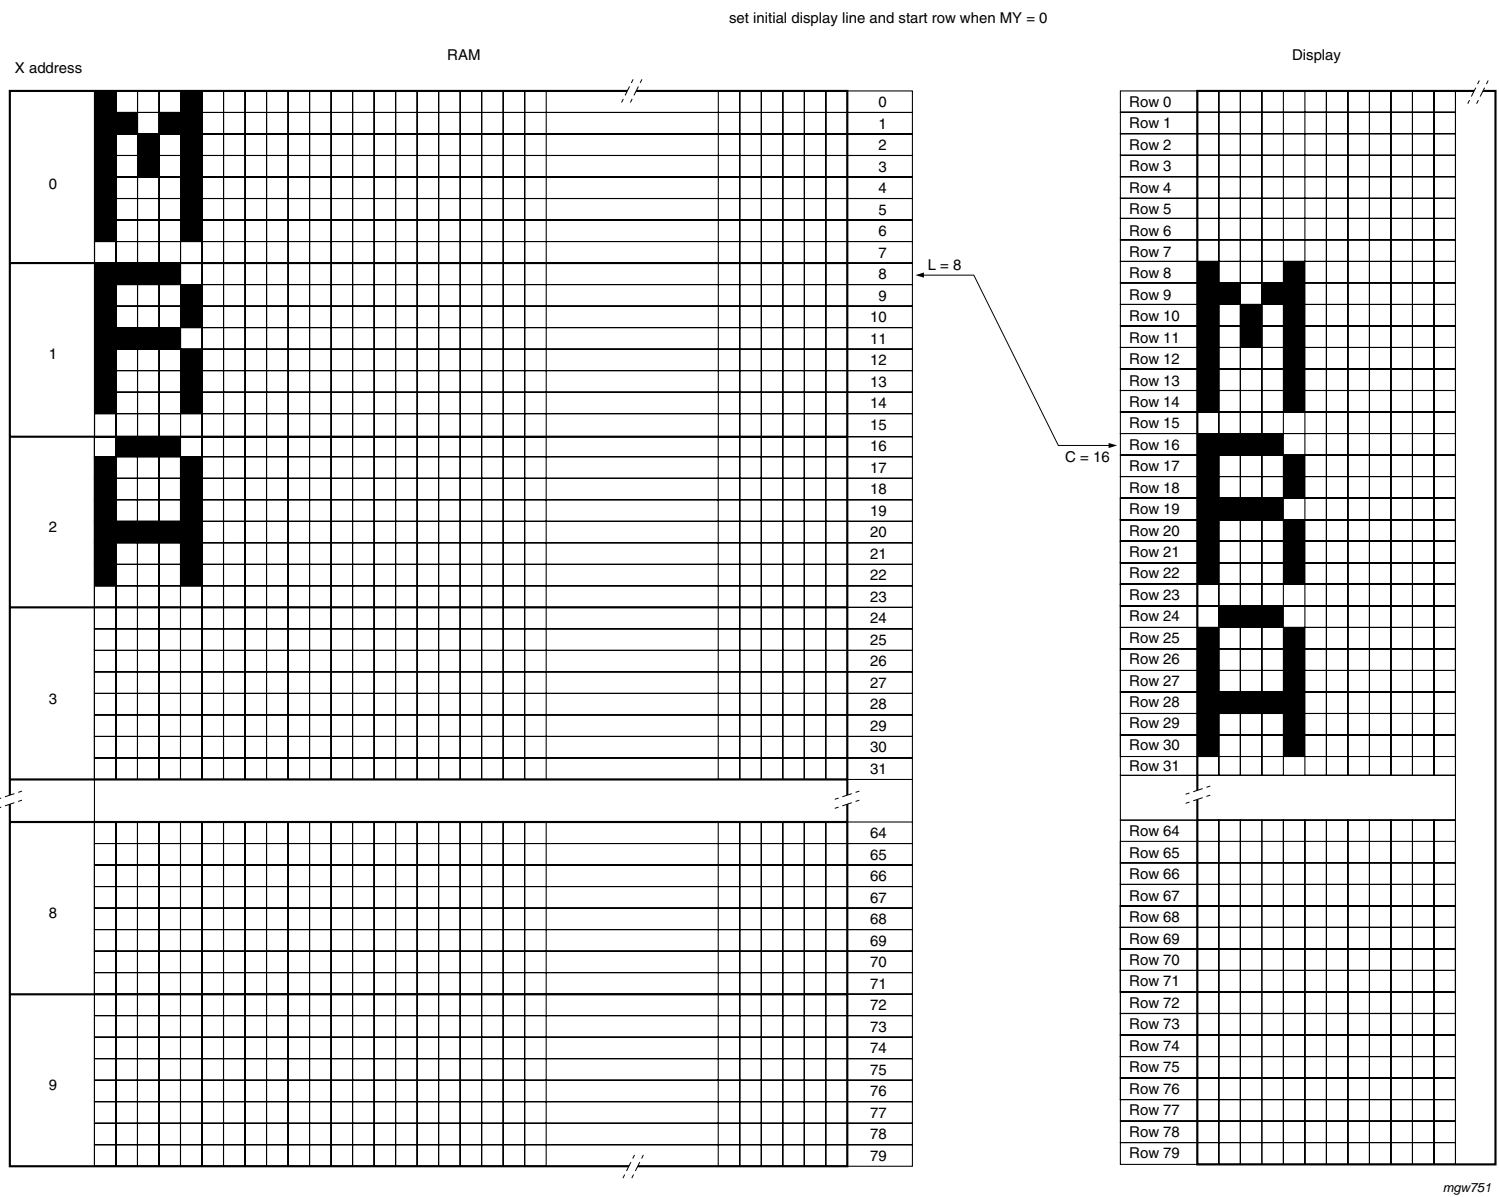 set initial display line and start row when MY = 0
RAM
Display
X address
0
1
2
3
8
9
0
1
2
3
4
5
6
7
8
9
10
11
12
13
14
15
16
17
18
19
20
21
22
23
24
25
26
27
28
29
30
31
64
65
66
67
68
69
70
71
72
73
74
75
76
77
78
79
L = 8
C = 16
Row 0
Row 1
Row 2
Row 3
Row 4
Row 5
Row 6
Row 7
Row 8
Row 9
Row 10
Row 11
Row 12
Row 13
Row 14
Row 15
Row 16
Row 17
Row 18
Row 19
Row 20
Row 21
Row 22
Row 23
Row 24
Row 25
Row 26
Row 27
Row 28
Row 29
Row 30
Row 31
Row 64
Row 65
Row 66
Row 67
Row 68
Row 69
Row 70
Row 71
Row 72
Row 73
Row 74
Row 75
Row 76
Row 77
Row 78
Row 79
M
R
A
M
R
A
mgw751